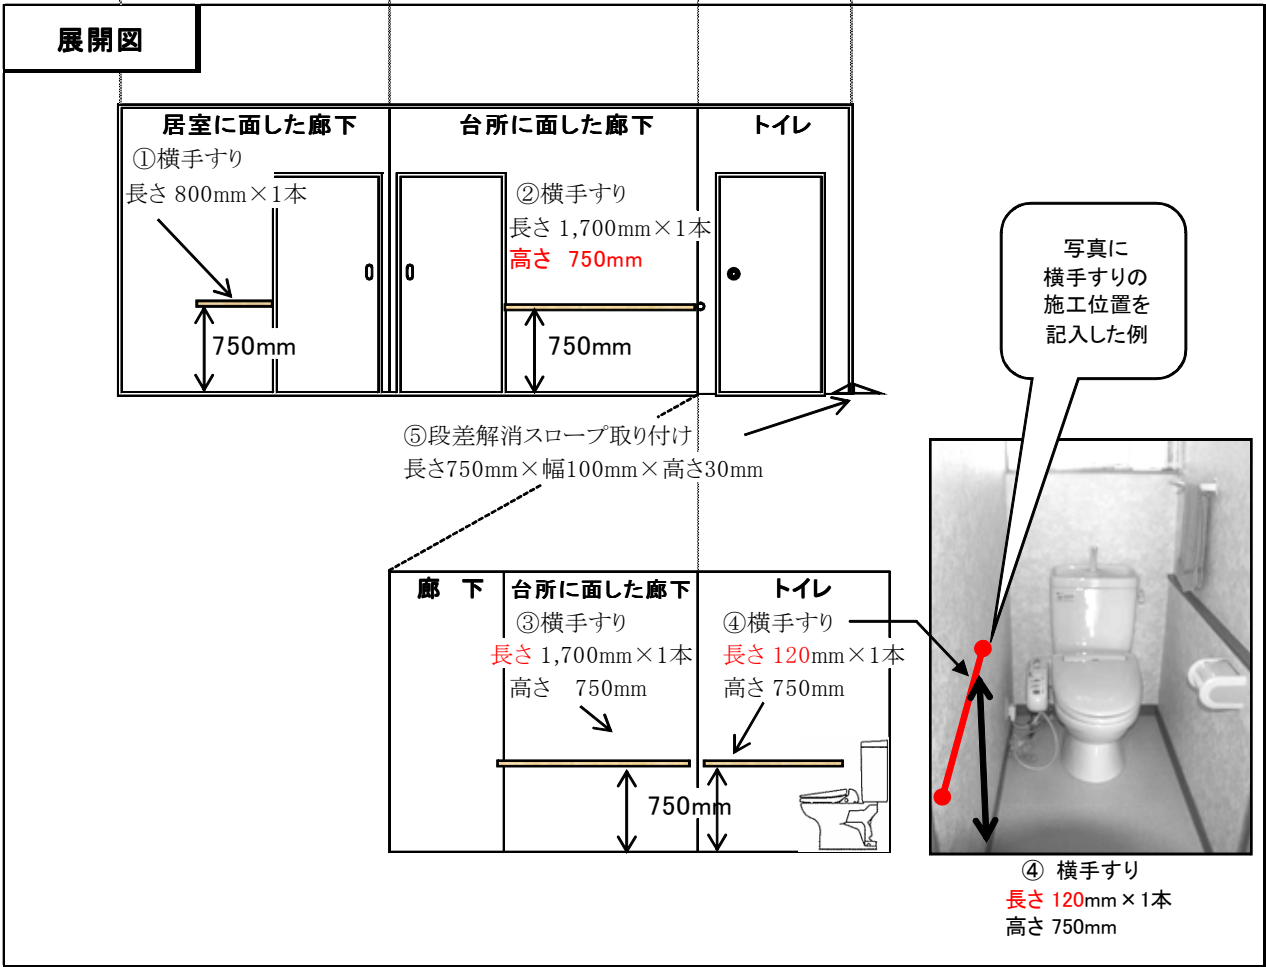 展開図
居室に面した廊下
台所に面した廊下
トイレ
①横手すり
長さ 800mm×1本
②横手すり
長さ 1,700mm×1本
高さ 750mm
750mm
750mm
⑤段差解消スロープ取り付け
長さ750mm×幅100mm×高さ30mm
写真に
横手すりの
施工位置を
記入した例
廊 下
台所に面した廊下
トイレ
③横手すり
長さ 1,700mm×1本
高さ 750mm
④横手すり
長さ 120mm×1本
高さ 750mm
750mm
④ 横手すり
長さ 120mm×1本
高さ 750mm